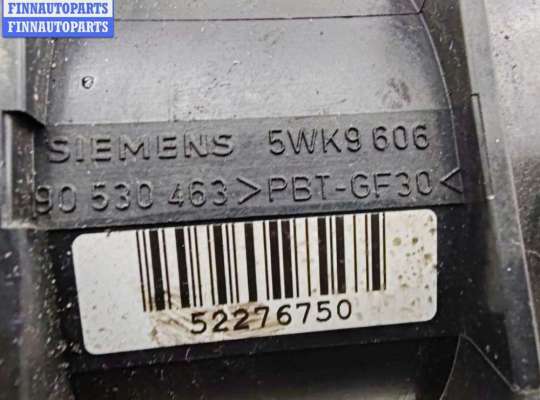 FINNAUTOPARTS
FINNAUTOPARTS
SIEMENS 5WK9 606
90 530 463 >PBT-GF30<
52276750